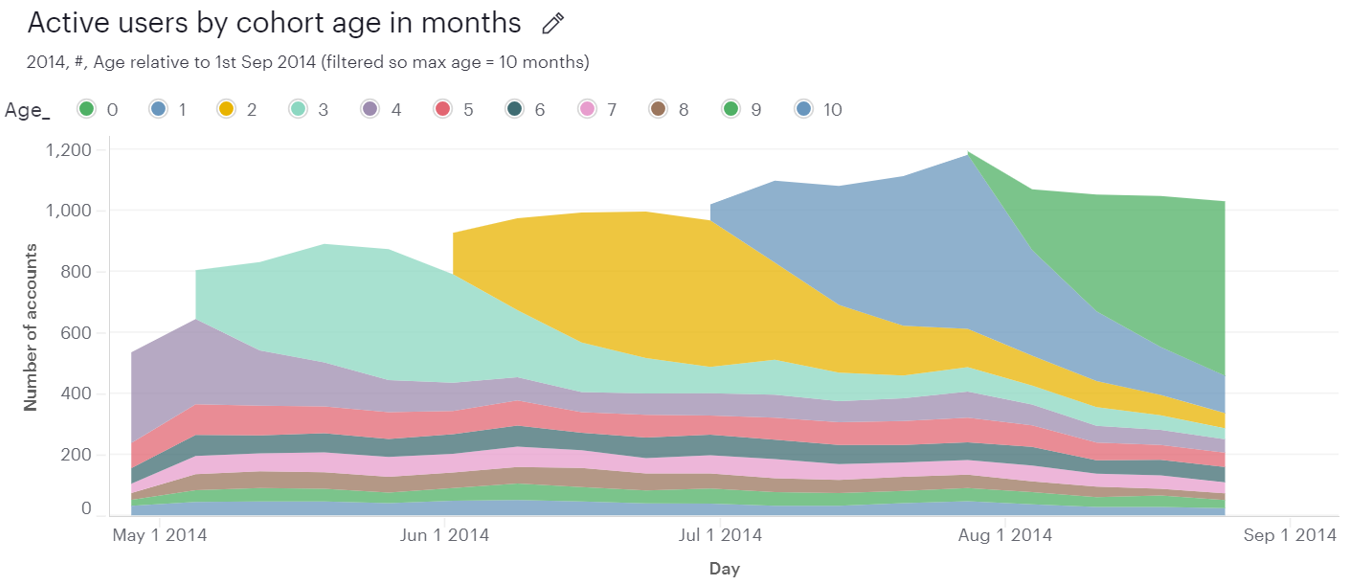 Active users by cohort age in months
2014, #, Age relative to 1st Sep 2014 (filtered so max age = 10 months)
Age_ 0 1 2 3 4 5 6 7 8 9 10
1,200
1,000
800
600
400
200
0
Number of accounts
May 1 2014 Jun 1 2014 Jul 1 2014 Aug 1 2014 Sep 1 2014
Day